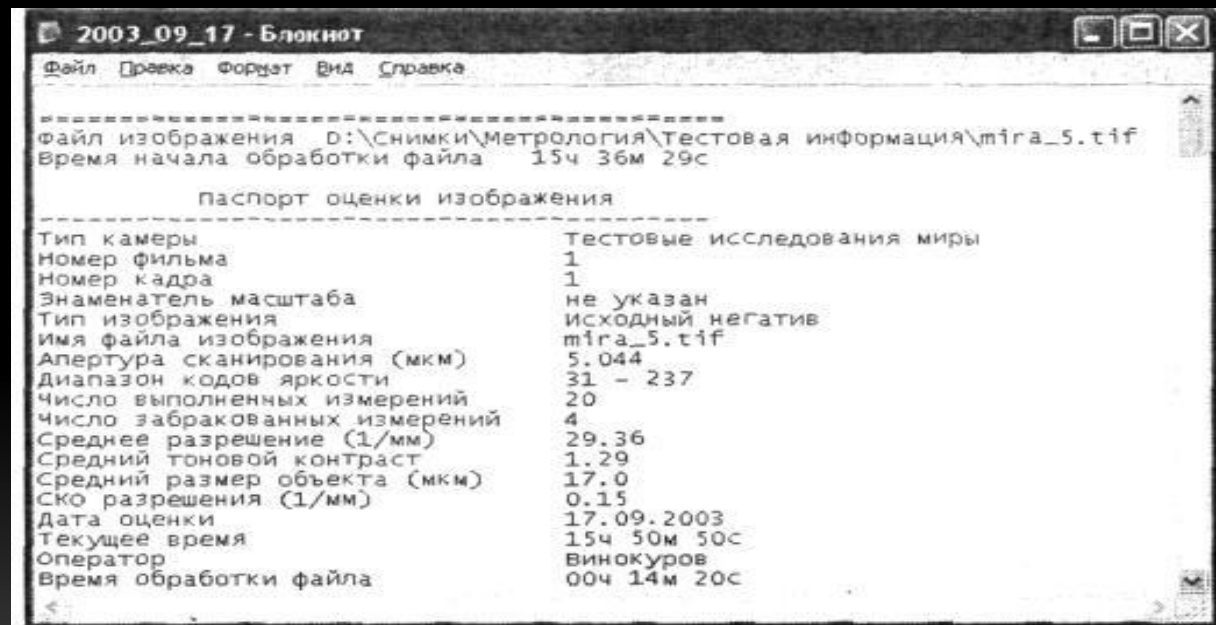 2003_09_17 - Блокнот
Файл Правка Формат Вид Справка
===========================================
Файл изображения D:\Снимки\Метрология\Тестовая информация\mira_5.tif
Время начала обработки файла 15ч 36м 29с
Паспорт оценки изображения
-------------------------------------------
Тип камеры Тестовые исследования миры
Номер фильма 1
Номер кадра 1
Знаменатель масштаба не указан
Тип изображения исходный негатив
Имя файла изображения mira_5.tif
Апертура сканирования (мкм) 5.044
Диапазон кодов яркости 31 - 237
Число выполненных измерений 20
Число забракованных измерений 4
Среднее разрешение (1/мм) 29.36
Средний тоновой контраст 1.29
Средний размер объекта (мкм) 17.0
СКО разрешения (1/мм) 0.15
Дата оценки 17.09.2003
Текущее время 15ч 50м 50с
Оператор Винокуров
Время обработки файла 00ч 14м 20с